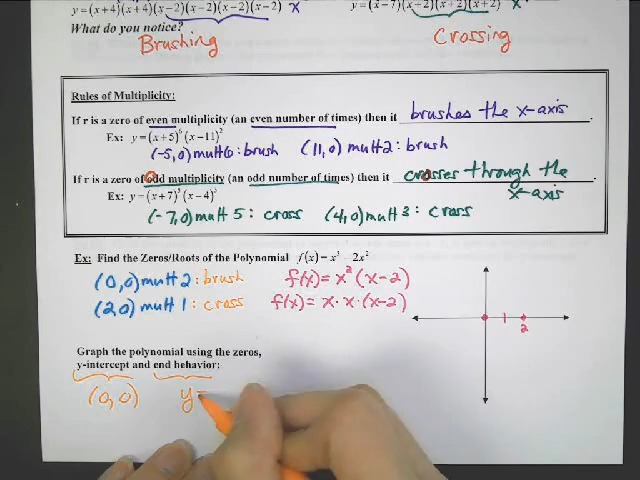 y=(x+4)(x+4)(x-2)(x-2)(x-2)(x-2) x
y=(x-7)(x+2)(x+2)(x+2) x
What do you notice?
Brushing
Crossing
Rules of Multiplicity:
If r is a zero of even multiplicity (an even number of times) then it brushes the x-axis
Ex: y=(x+5)⁶(x-11)²
(-5,0) mult 6: brush (11,0) mult 2: brush
If r is a zero of odd multiplicity (an odd number of times) then it crosses through the
x-axis
Ex: y=(x+7)⁵(x-4)³
(-7,0) mult 5: cross (4,0) mult 3: cross
Ex: Find the Zeros/Roots of the Polynomial f(x)=x³-2x²
(0,0) mult 2: brush f(x)=x²(x-2)
(2,0) mult 1: cross f(x)=x·x·(x-2)
1
2
Graph the polynomial using the zeros,
y-intercept and end behavior:
(0,0) y=